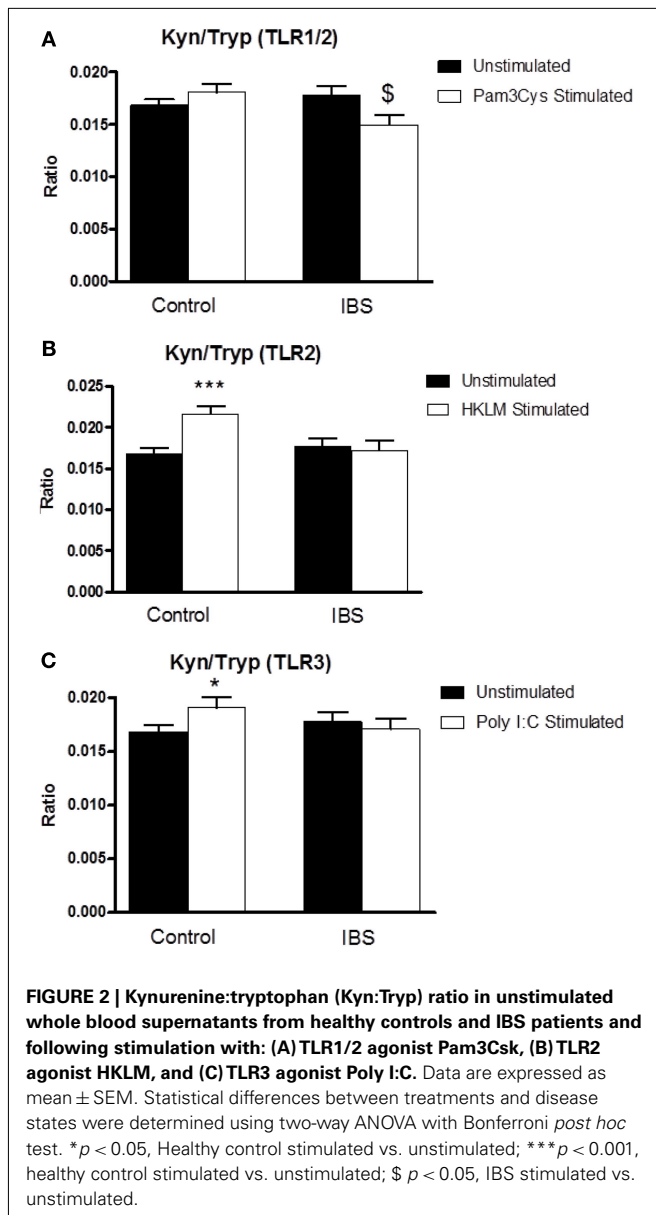 A
Kyn/Tryp (TLR1/2)
0.020
0.015
0.010
0.005
0.000
Ratio
$
Control
IBS
Unstimulated
Pam3Cys Stimulated
B
Kyn/Tryp (TLR2)
0.025
0.020
0.015
0.010
0.005
0.000
Ratio
***
Control
IBS
Unstimulated
HKLM Stimulated
C
Kyn/Tryp (TLR3)
0.020
0.015
0.010
0.005
0.000
Ratio
*
Control
IBS
Unstimulated
Poly I:C Stimulated
FIGURE 2 | Kynurenine:tryptophan (Kyn:Tryp) ratio in unstimulated
whole blood supernatants from healthy controls and IBS patients and
following stimulation with: (A) TLR1/2 agonist Pam3Csk, (B) TLR2
agonist HKLM, and (C) TLR3 agonist Poly I:C. Data are expressed as
mean ± SEM. Statistical differences between treatments and disease
states were determined using two-way ANOVA with Bonferroni post hoc
test. *p < 0.05, Healthy control stimulated vs. unstimulated; ***p < 0.001,
healthy control stimulated vs. unstimulated; $ p < 0.05, IBS stimulated vs.
unstimulated.